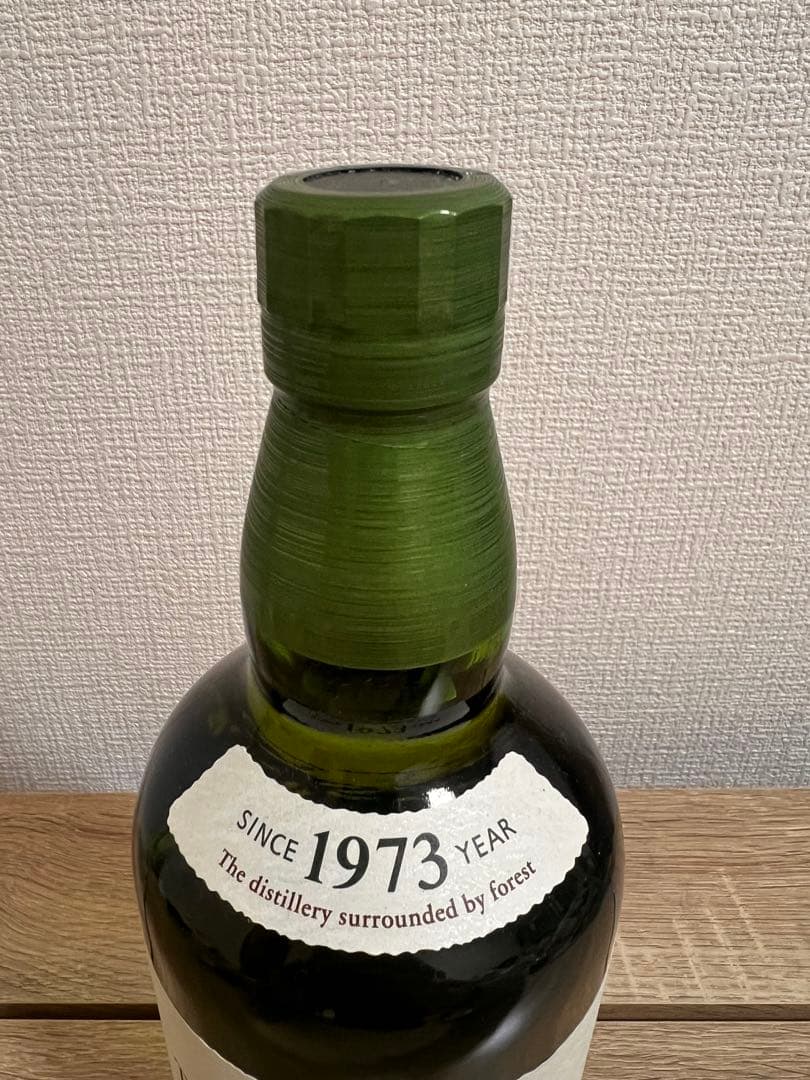 SINCE 1973 YEAR
The distillery surrounded by forest